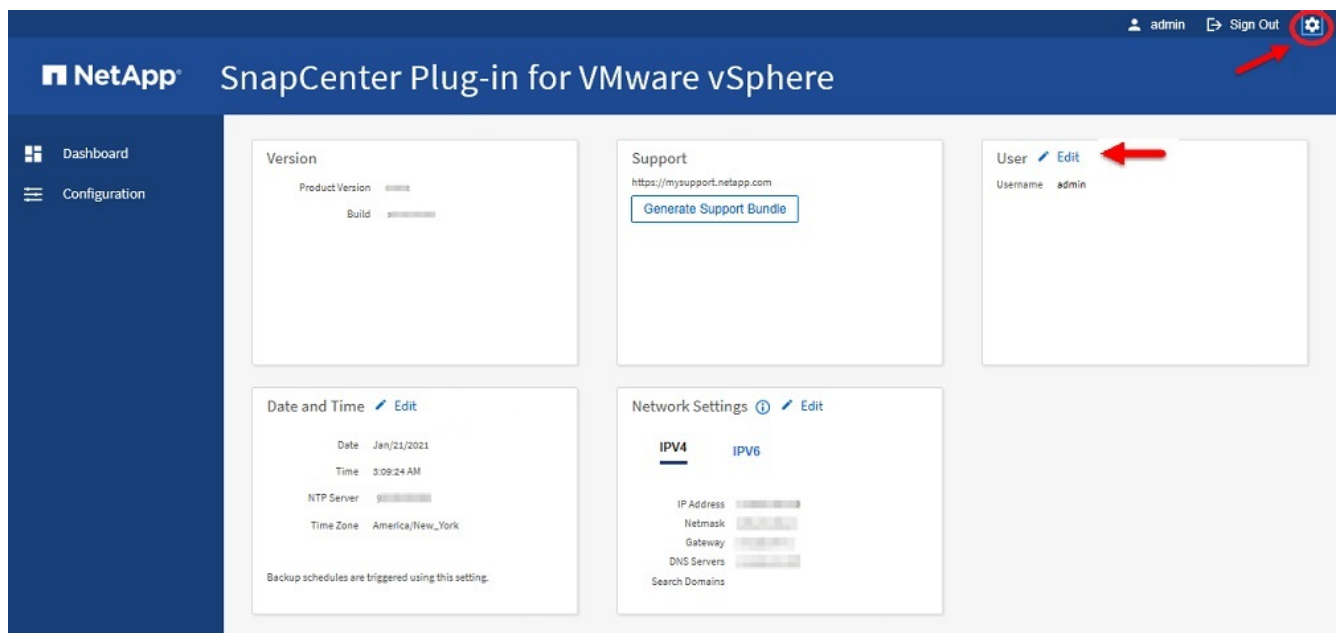 admin Sign Out
NetApp SnapCenter Plug-in for VMware vSphere
Dashboard
Configuration
Version
Product Version
Build
Support
https://mysupport.netapp.com
Generate Support Bundle
User Edit
Username admin
Date and Time Edit
Date Jan/21/2021
Time 3:09:24 AM
NTP Server
Time Zone America/New_York
Backup schedules are triggered using this setting.
Network Settings Edit
IPV4 IPV6
IP Address
Netmask
Gateway
DNS Servers
Search Domains